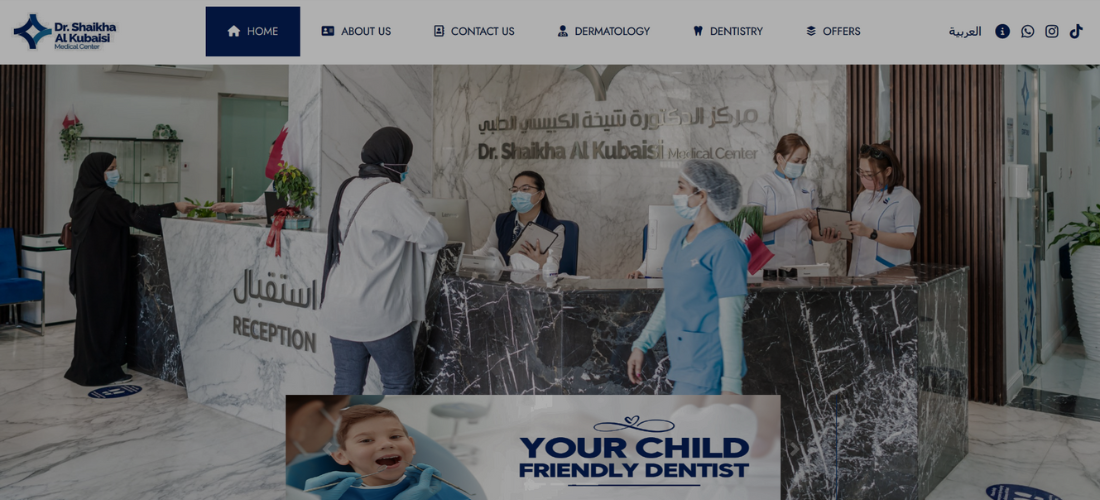 Dr. Shaikha
Al Kubaisi
Medical Center
HOME
ABOUT US
CONTACT US
DERMATOLOGY
DENTISTRY
OFFERS
العربية
مركز الدكتورة شيخة الكبيسي الطبي
Dr. Shaikha Al Kubaisi Medical Center
استقبال
RECEPTION
YOUR CHILD
FRIENDLY DENTIST